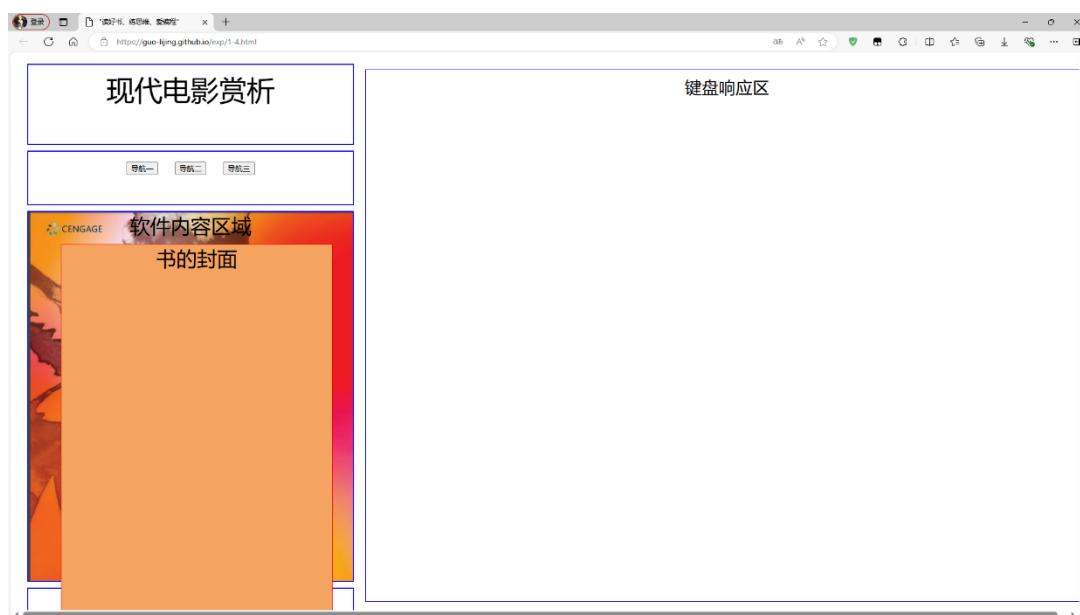 登录
"读好书、练思维、爱编程"
https://guo-lijing.github.io/exp/1-4.html
现代电影赏析
导航一 导航二 导航三
CENGAGE
软件内容区域
书的封面
键盘响应区